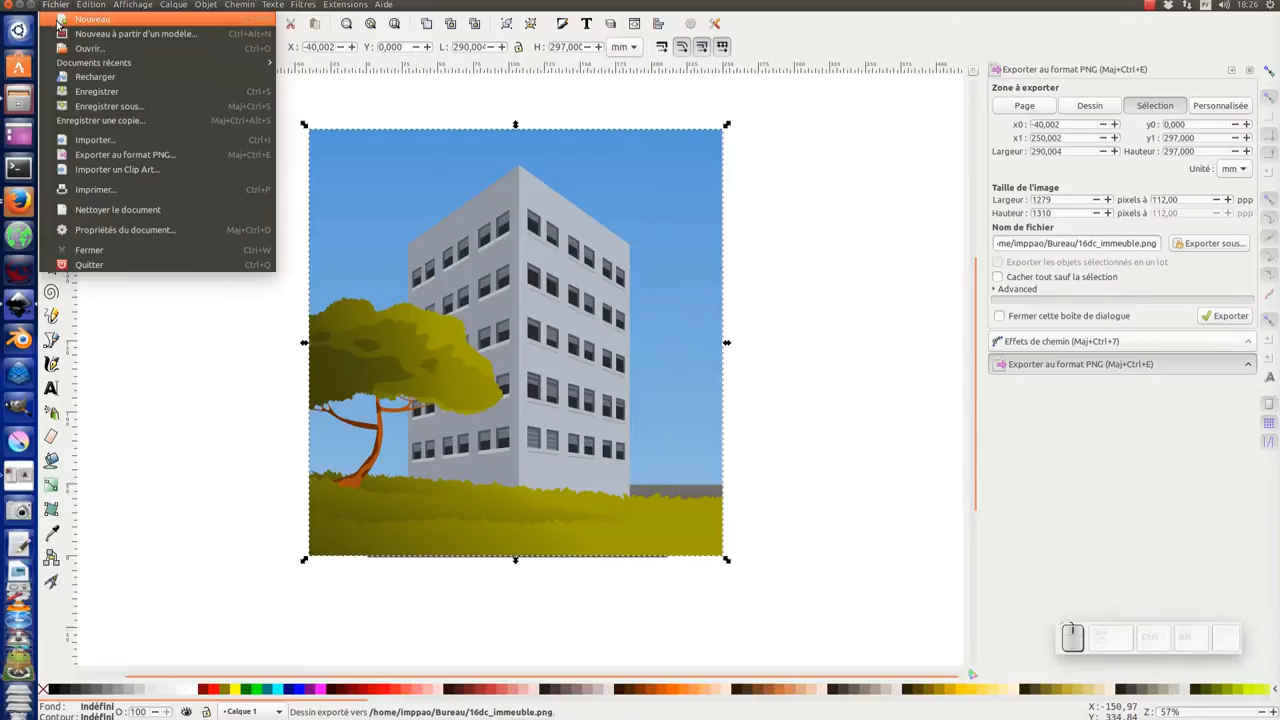 Fichier Édition Affichage Calque Objet Chemin Texte Filtres Extensions Aide
Fr 18:26
Nouveau
Nouveau à partir d'un modèle... Ctrl+Alt+N
Ouvrir... Ctrl+O
Documents récents
Recharger
Enregistrer Ctrl+S
Enregistrer sous... Maj+Ctrl+S
Enregistrer une copie... Maj+Ctrl+Alt+S
Importer... Ctrl+I
Exporter au format PNG... Maj+Ctrl+E
Importer un Clip Art...
Imprimer... Ctrl+P
Nettoyer le document
Propriétés du document... Maj+Ctrl+D
Fermer Ctrl+W
Quitter Ctrl+Q
X: -40,002 Y: 0,000 L: 290,004 H: 297,000 mm
Exporter au format PNG (Maj+Ctrl+E)
Zone à exporter
Page Dessin Sélection Personnalisée
x0: -40,002 y0: 0,000
x1: 250,002 y1: 297,000
Largeur : 290,004 Hauteur : 297,000
Unité : mm
Taille de l'image
Largeur : 1279 pixels à 112,00 ppp
Hauteur : 1310 pixels à 112,00 ppp
Nom de fichier
me/imppao/Bureau/16dc_immeuble.png Exporter sous...
Exporter les objets sélectionnés en un lot
Cacher tout sauf la sélection
Advanced
Fermer cette boîte de dialogue Exporter
Effets de chemin (Maj+Ctrl+7)
Exporter au format PNG (Maj+Ctrl+E)
Ctrl Alt
Fond : Indéfini
Contour : Indéfini
O: 100
Calque 1
Dessin exporté vers /home/imppao/Bureau/16dc_immeuble.png.
X: -150,97
Y: 334,84
Z: 57%